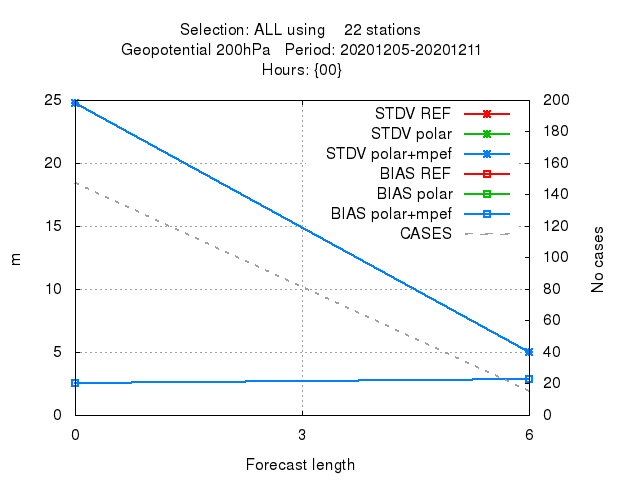 Selection: ALL using 22 stations
Geopotential 200hPa Period: 20201205-20201211
Hours: {00}
25 200
STDV REF
180
STDV polar
STDV polar+mpef
20 160
BIAS REF
BIAS polar 140
BIAS polar+mpef
15 120
CASES
m
No cases
100
10 80
60
5 40
20
0 0
0 3 6
Forecast length